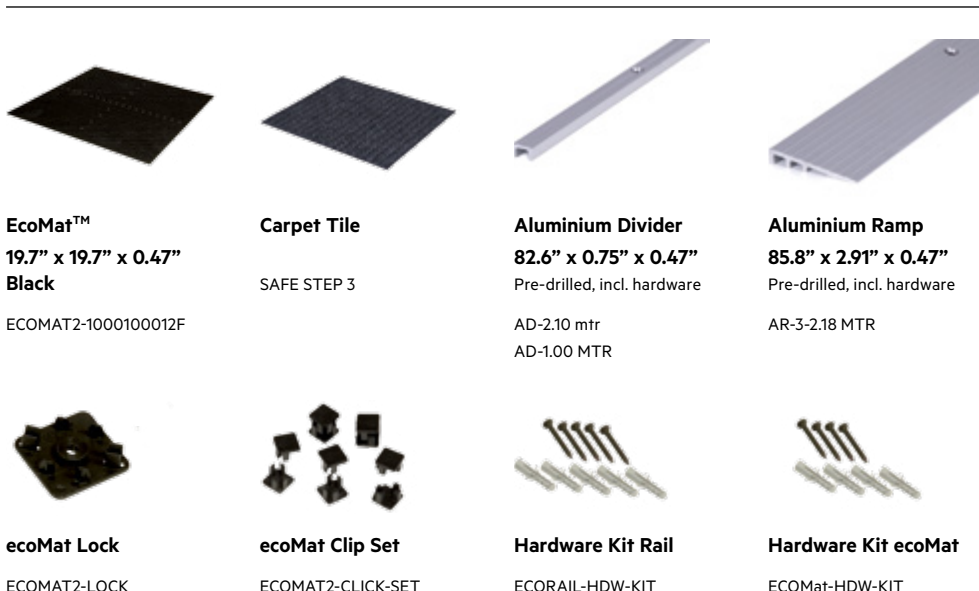 EcoMat™
19.7” x 19.7” x 0.47”
Black
ECOMAT2-1000100012F
Carpet Tile
SAFE STEP 3
Aluminium Divider
82.6” x 0.75” x 0.47”
Pre-drilled, incl. hardware
AD-2.10 mtr
AD-1.00 MTR
Aluminium Ramp
85.8” x 2.91” x 0.47”
Pre-drilled, incl. hardware
AR-3-2.18 MTR
ecoMat Lock
ECOMAT2-LOCK
ecoMat Clip Set
ECOMAT2-CLICK-SET
Hardware Kit Rail
ECORAIL-HDW-KIT
Hardware Kit ecoMat
ECOMat-HDW-KIT